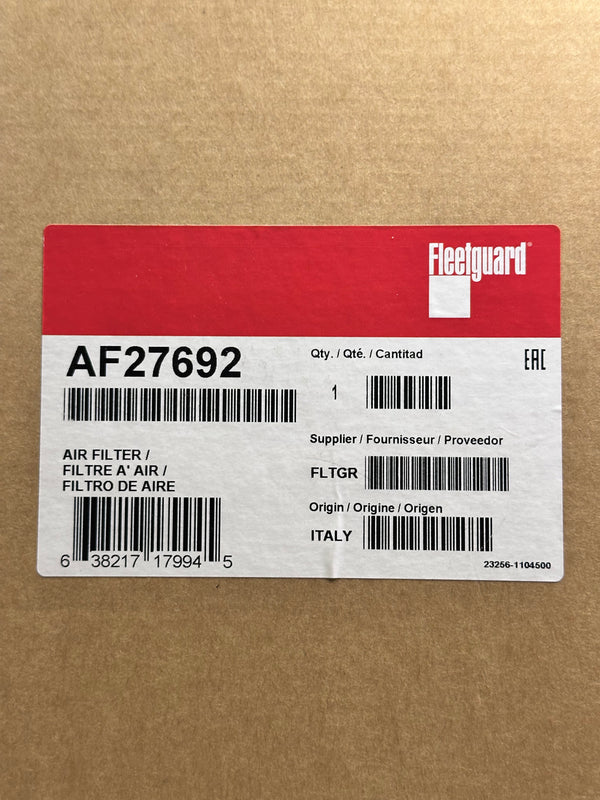 Fleetguard®
AF27692
Qty. / Qté. / Cantitad
EAC
1
Supplier / Fournisseur / Proveedor
AIR FILTER /
FILTRE A' AIR /
FILTRO DE AIRE
FLTGR
Origin / Origine / Origen
ITALY
6 38217 17994 5
23256-1104500